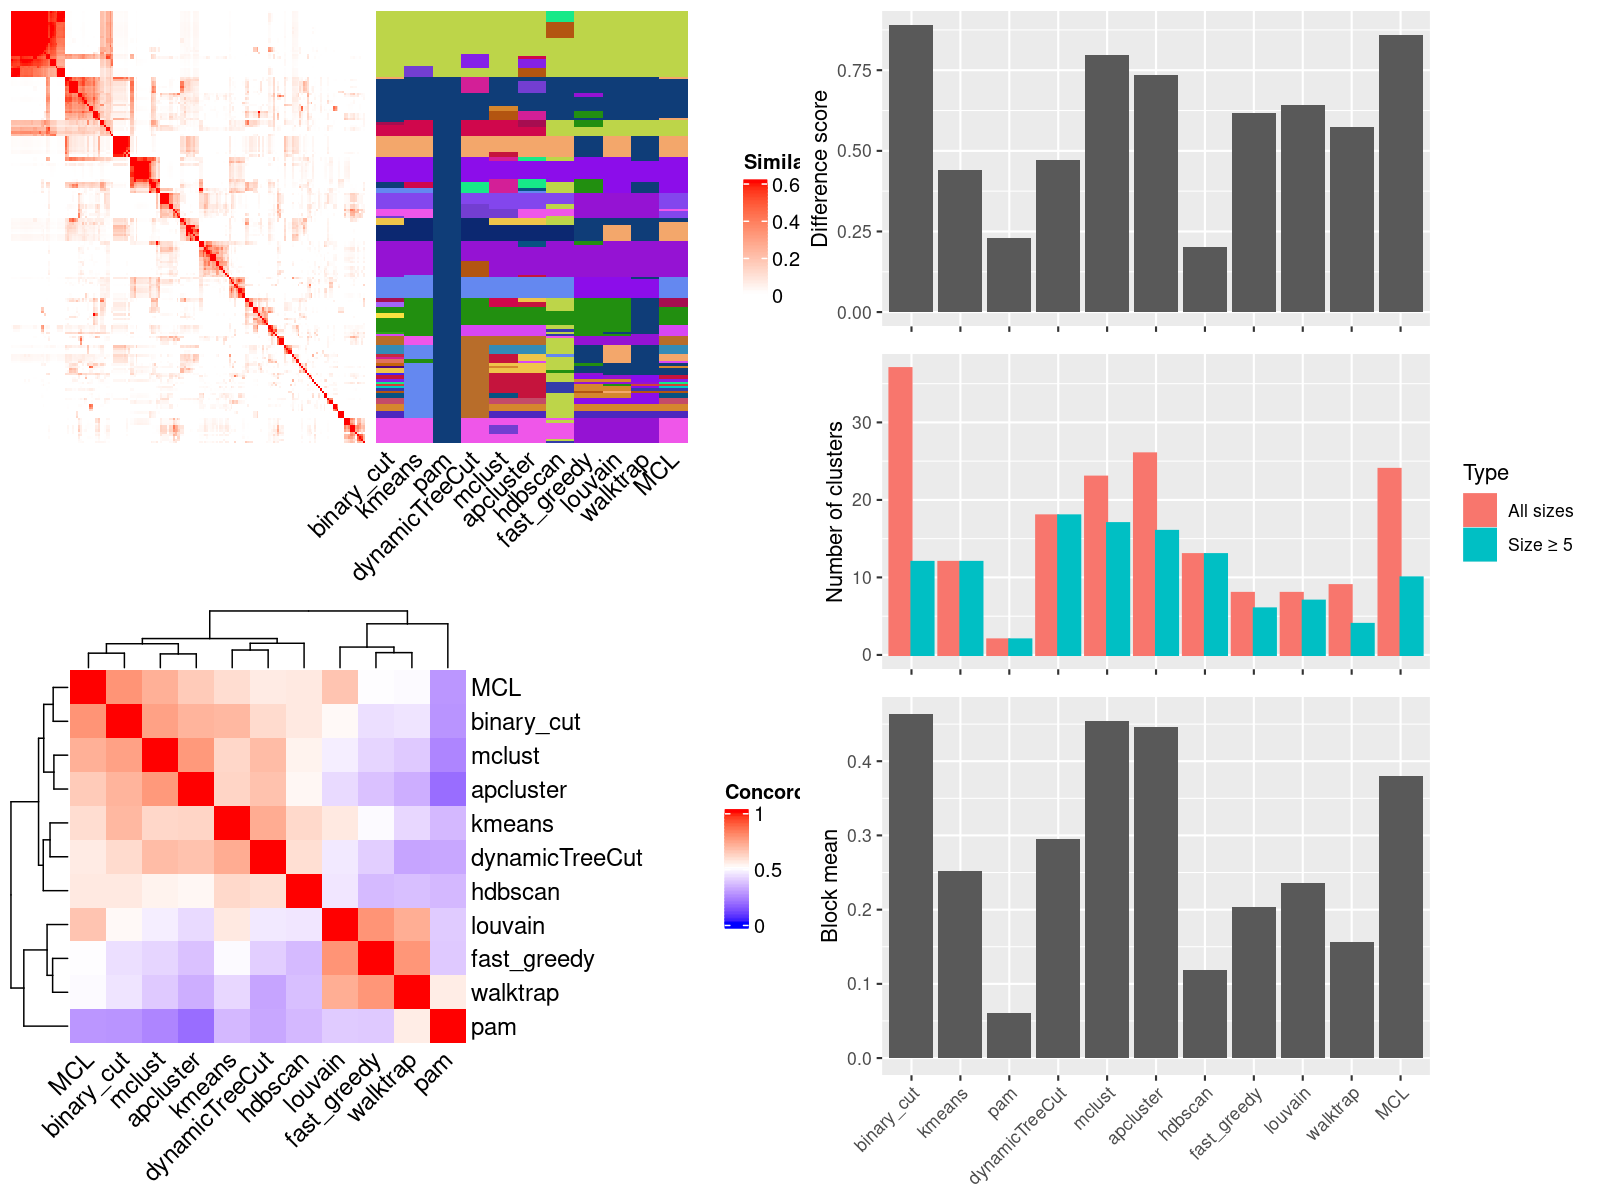 Simila
0.6
0.4
0.2
0
binary_cut
kmeans
pam
dynamicTreeCut
mclust
apcluster
hdbscan
fast_greedy
louvain
walktrap
MCL
MCL
binary_cut
mclust
apcluster
kmeans
dynamicTreeCut
hdbscan
louvain
fast_greedy
walktrap
pam
Concord
1
0.5
0
MCL
binary_cut
mclust
apcluster
kmeans
dynamicTreeCut
hdbscan
louvain
fast_greedy
walktrap
pam
Difference score
0.75
0.50
0.25
0.00
Number of clusters
30
20
10
0
Type
All sizes
Size ≥ 5
Block mean
0.4
0.3
0.2
0.1
0.0
binary_cut
kmeans
pam
dynamicTreeCut
mclust
apcluster
hdbscan
fast_greedy
louvain
walktrap
MCL